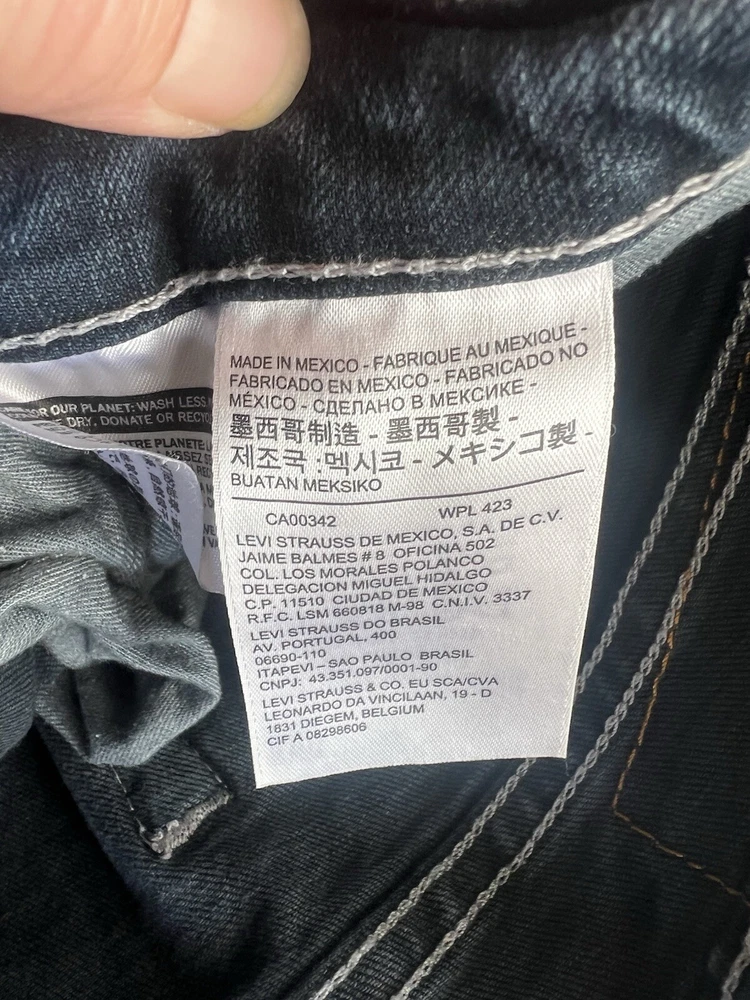 MADE IN MEXICO - FABRIQUE AU MEXIQUE -
FABRICADO EN MEXICO - FABRICADO NO
MÉXICO - СДЕЛАНО В МЕКСИКЕ -
墨西哥制造 - 墨西哥製 -
제조국 :멕시코 - メキシコ製 -
BUATAN MEKSIKO
CA00342 WPL 423
LEVI STRAUSS DE MEXICO, S.A. DE C.V.
JAIME BALMES # 8 OFICINA 502
COL. LOS MORALES POLANCO
DELEGACION MIGUEL HIDALGO
C.P. 11510 CIUDAD DE MEXICO
R.F.C. LSM 660818 M-98 C.N.I.V. 3337
LEVI STRAUSS DO BRASIL
AV. PORTUGAL, 400
06690-110
ITAPEVI – SAO PAULO BRASIL
CNPJ: 43.351.097/0001-90
LEVI STRAUSS & CO. EU SCA/CVA
LEONARDO DA VINCILAAN, 19 - D
1831 DIEGEM, BELGIUM
CIF A 08298606
OUR PLANET: WASH LESS
DRY, DONATE OR